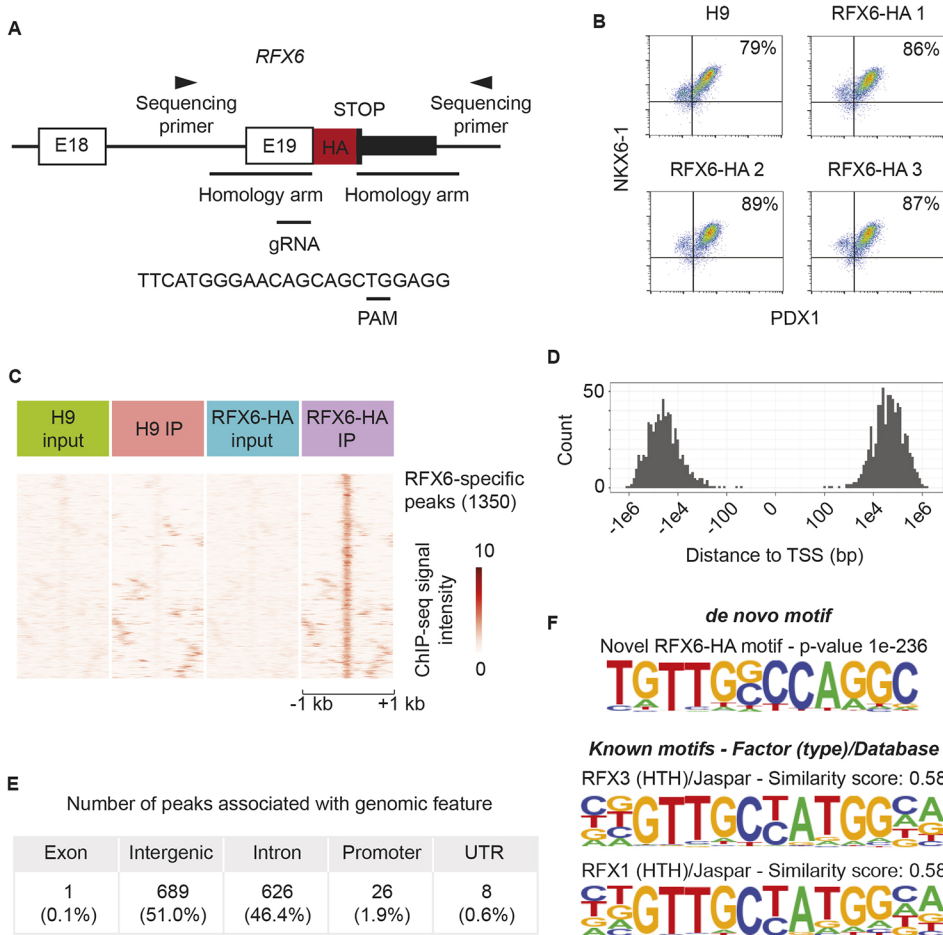 A
RFX6
Sequencing
primer
STOP
Sequencing
primer
E18
E19
HA
Homology arm
Homology arm
gRNA
TTCATGGGAACAGCAGCTGGAGG
PAM
B
H9
79%
RFX6-HA 1
86%
RFX6-HA 2
89%
RFX6-HA 3
87%
NKX6-1
PDX1
C
H9
input
H9 IP
RFX6-HA
input
RFX6-HA
IP
RFX6-specific
peaks (1350)
ChIP-seq signal
intensity
10
0
-1 kb
+1 kb
D
Count
50
0
-1e6
-1e4
-100
0
100
1e4
1e6
Distance to TSS (bp)
E
Number of peaks associated with genomic feature
Exon Intergenic Intron Promoter UTR
1 689 626 26 8
(0.1%) (51.0%) (46.4%) (1.9%) (0.6%)
F
de novo motif
Novel RFX6-HA motif - p-value 1e-236
TGTTGGCCAGGC
Known motifs - Factor (type)/Database
RFX3 (HTH)/Jaspar - Similarity score: 0.58
CGGTTGCTATGGCA
RFX1 (HTH)/Jaspar - Similarity score: 0.58
CTGTTGCTATGGCA